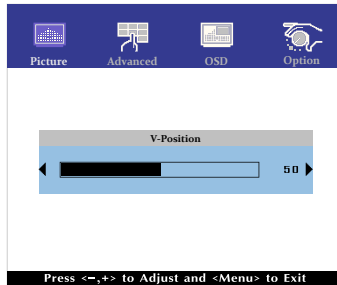 Picture Advanced OSD Option
V-Position
50
Press <-,+> to Adjust and <Menu> to Exit